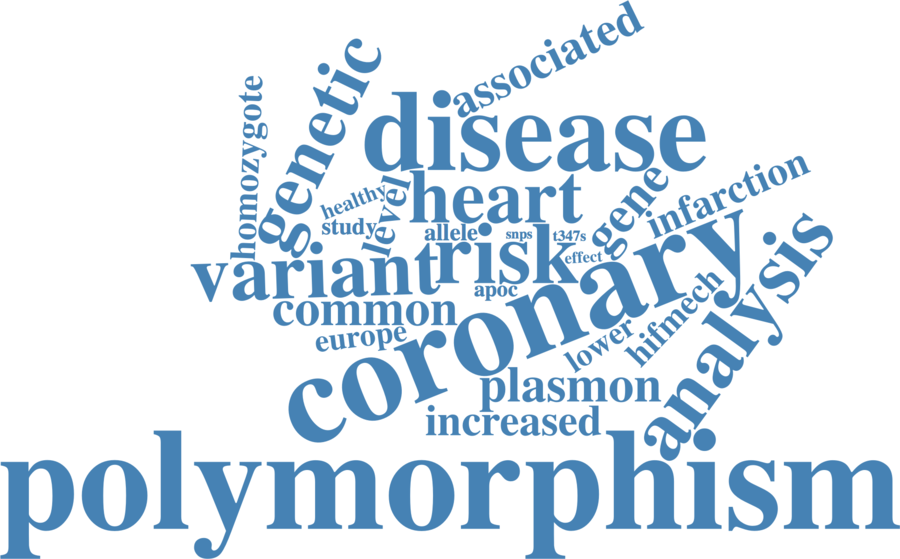 associated
genetic
homozygote
disease
healthy
level
heart
gene
infarction
study
allele
snps
t347s
effect
variant
risk
apoc
coronary
analysis
common
europe
lower
hifmech
plasmon
increased
polymorphism